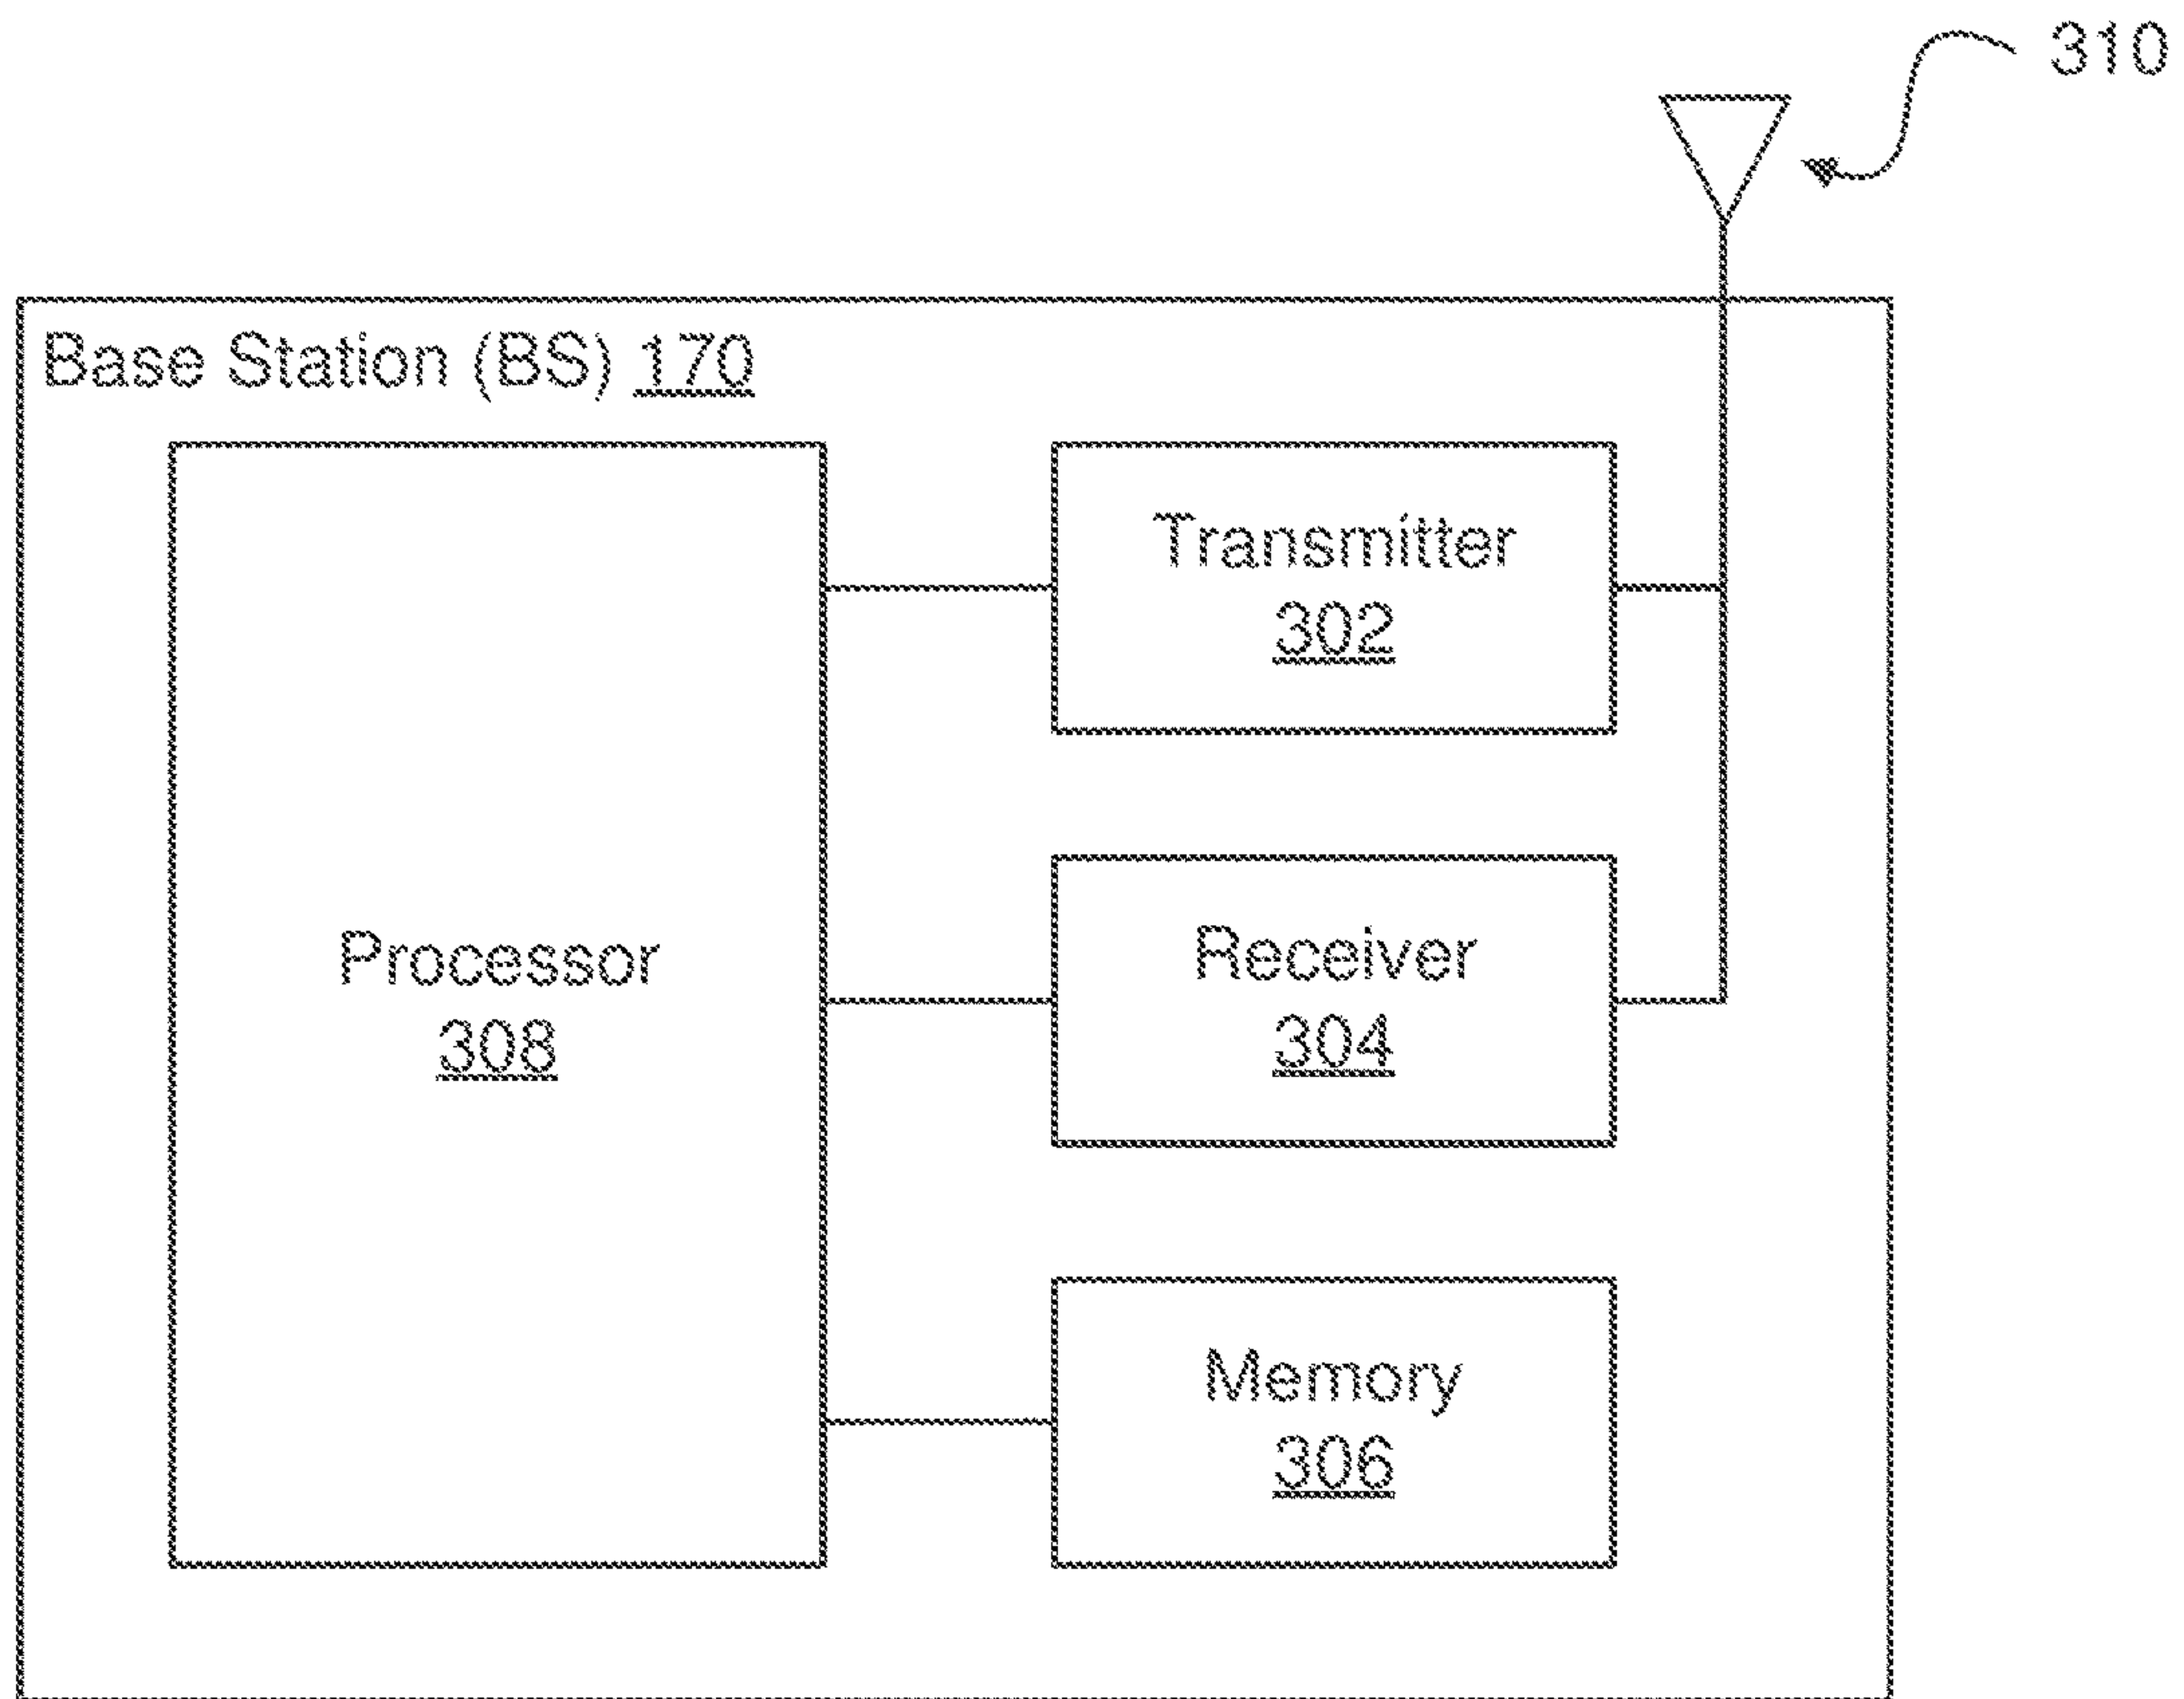 310
Base Station (BS) 170
Transmitter
302
Processor
308
Receiver
304
Memory
306